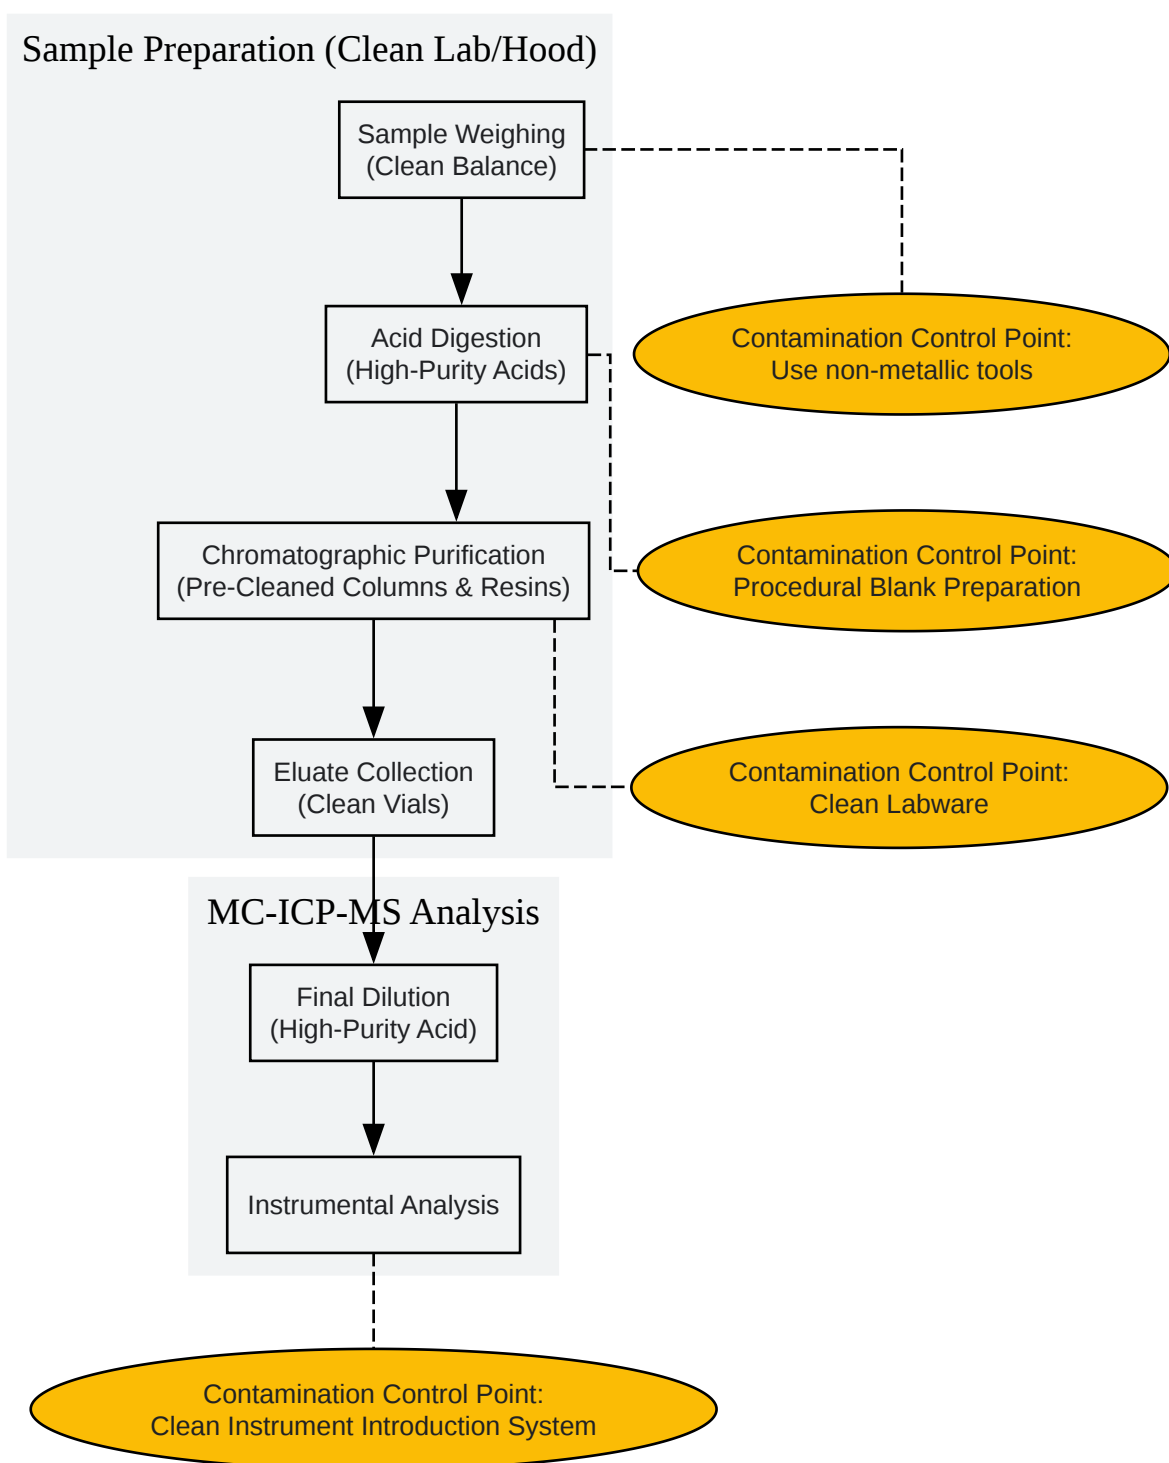 Sample Preparation (Clean Lab/Hood)
Sample Weighing
(Clean Balance)
Acid Digestion
(High-Purity Acids)
Contamination Control Point:
Use non-metallic tools
Chromatographic Purification
(Pre-Cleaned Columns & Resins)
Contamination Control Point:
Procedural Blank Preparation
Eluate Collection
(Clean Vials)
Contamination Control Point:
Clean Labware
MC-ICP-MS Analysis
Final Dilution
(High-Purity Acid)
Instrumental Analysis
Contamination Control Point:
Clean Instrument Introduction System